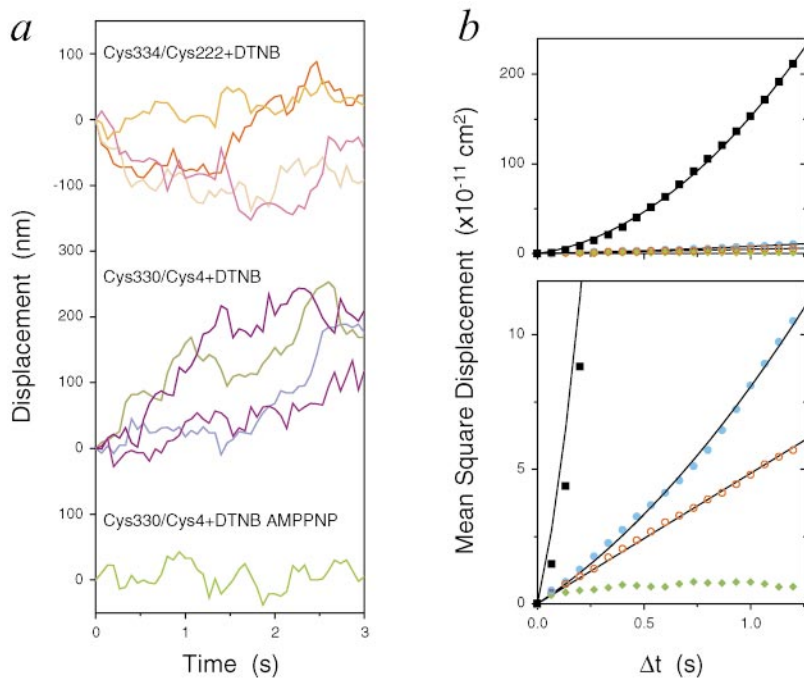 a
100
Cys334/Cys222+DTNB
0
-100
300
Cys330/Cys4+DTNB
200
100
0
100
Cys330/Cys4+DTNB AMPPNP
0
0
1
2
3
Displacement (nm)
Time (s)
b
200
100
0
10
5
0
0.0
0.5
1.0
Mean Square Displacement (x10⁻¹¹ cm²)
Δt (s)